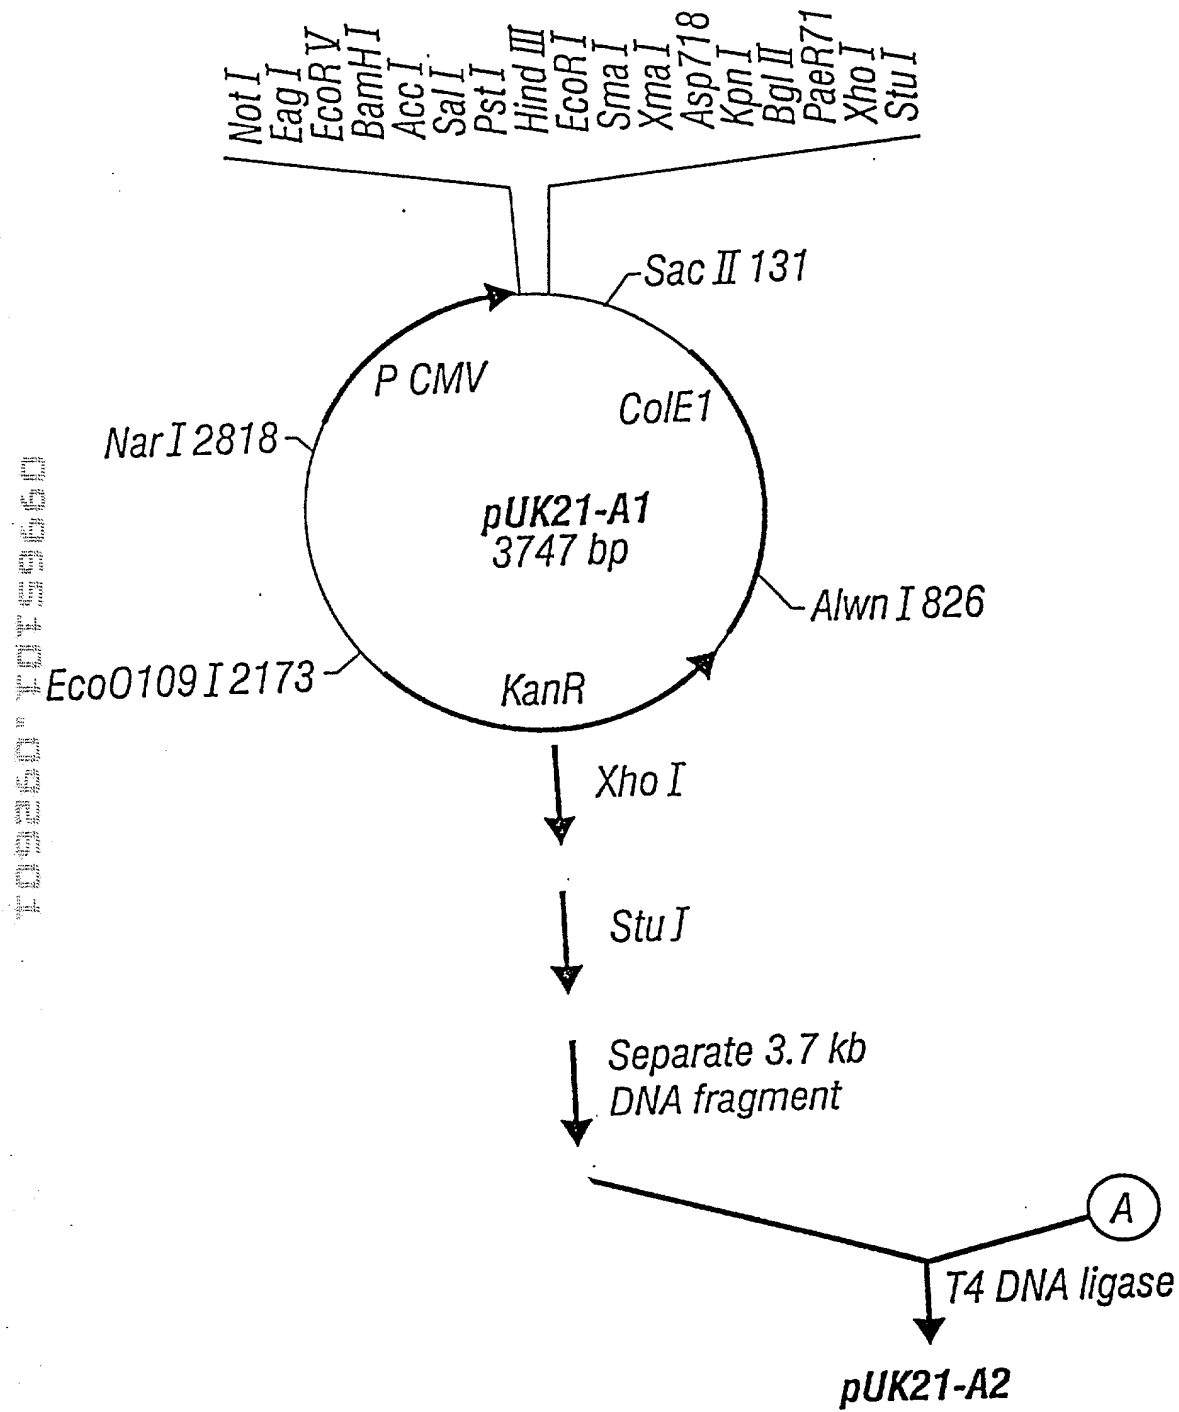 Not I
Eag I
EcoR V
BamH I
Acc I
Sal I
Pst I
Hind III
EcoR I
Sma I
Xma I
Asp718
Kpn I
Bgl II
PaeR71
Xho I
Stu I
Sac II 131
P CMV
ColE1
Nar I 2818
pUK21-A1
3747 bp
Alwn I 826
EcoO109 I 2173
KanR
Xho I
Stu I
Separate 3.7 kb
DNA fragment
A
T4 DNA ligase
pUK21-A2